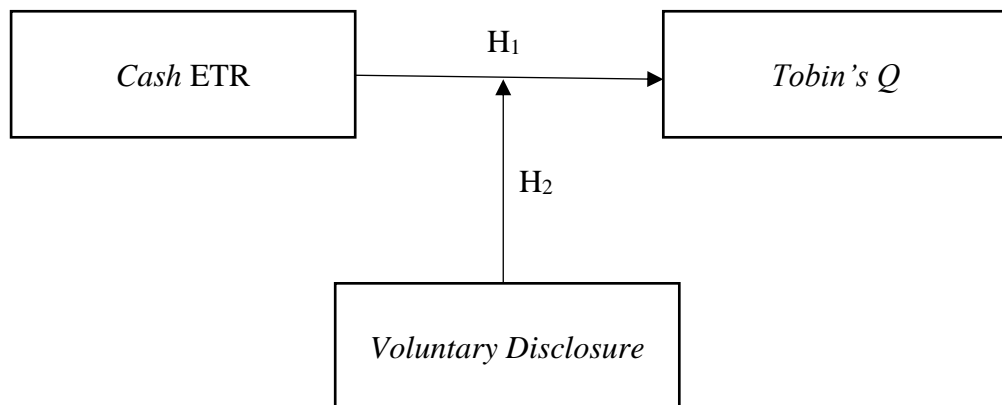 H₁
Cash ETR
Tobin’s Q
H₂
Voluntary Disclosure